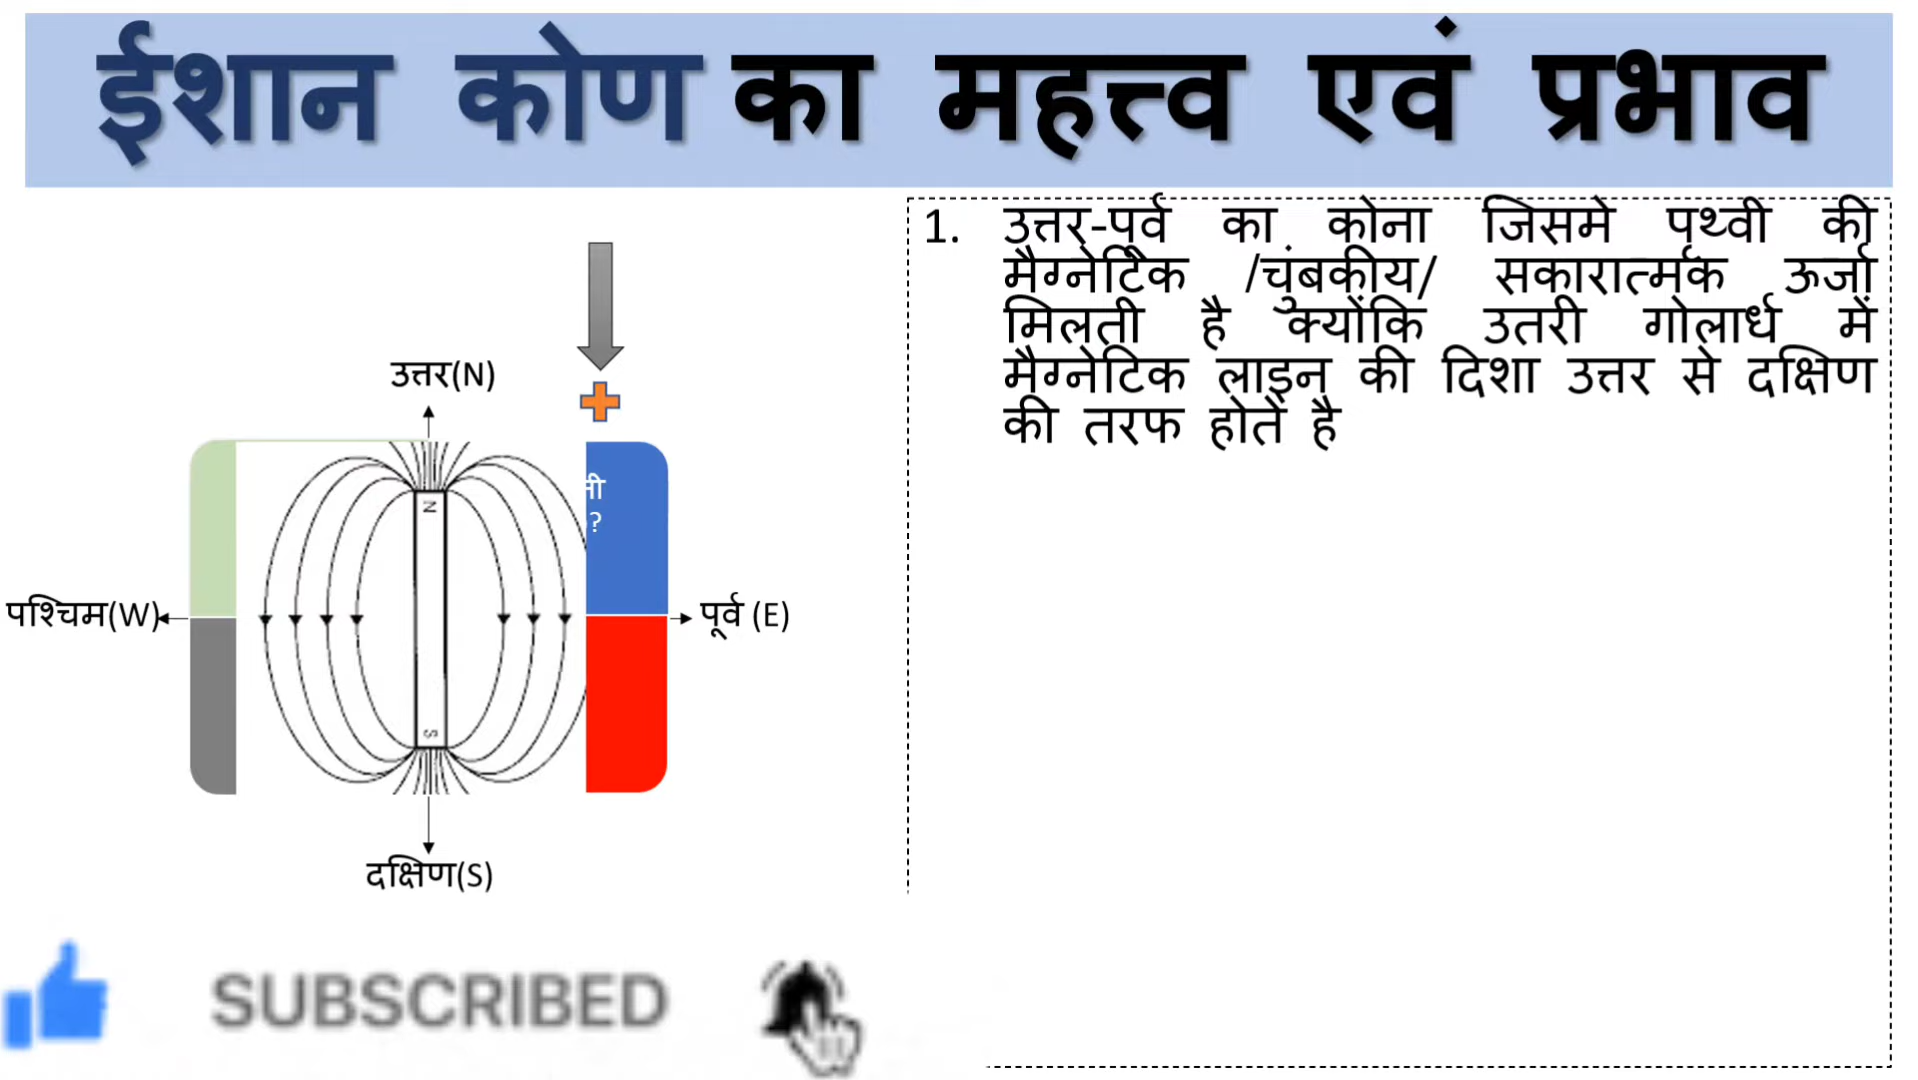 ईशान कोण का महत्त्व एवं प्रभाव
1. उत्तर-पूर्व का कोना जिसमे पृथ्वी की
मैग्नेटिक /चुंबकीय/ सकारात्मक ऊर्जा
मिलती है क्योंकि उतरी गोलार्ध में
मैग्नेटिक लाइन की दिशा उत्तर से दक्षिण
की तरफ होते है
उत्तर(N)
?
N
पश्चिम(W)
पूर्व (E)
S
दक्षिण(S)
SUBSCRIBED